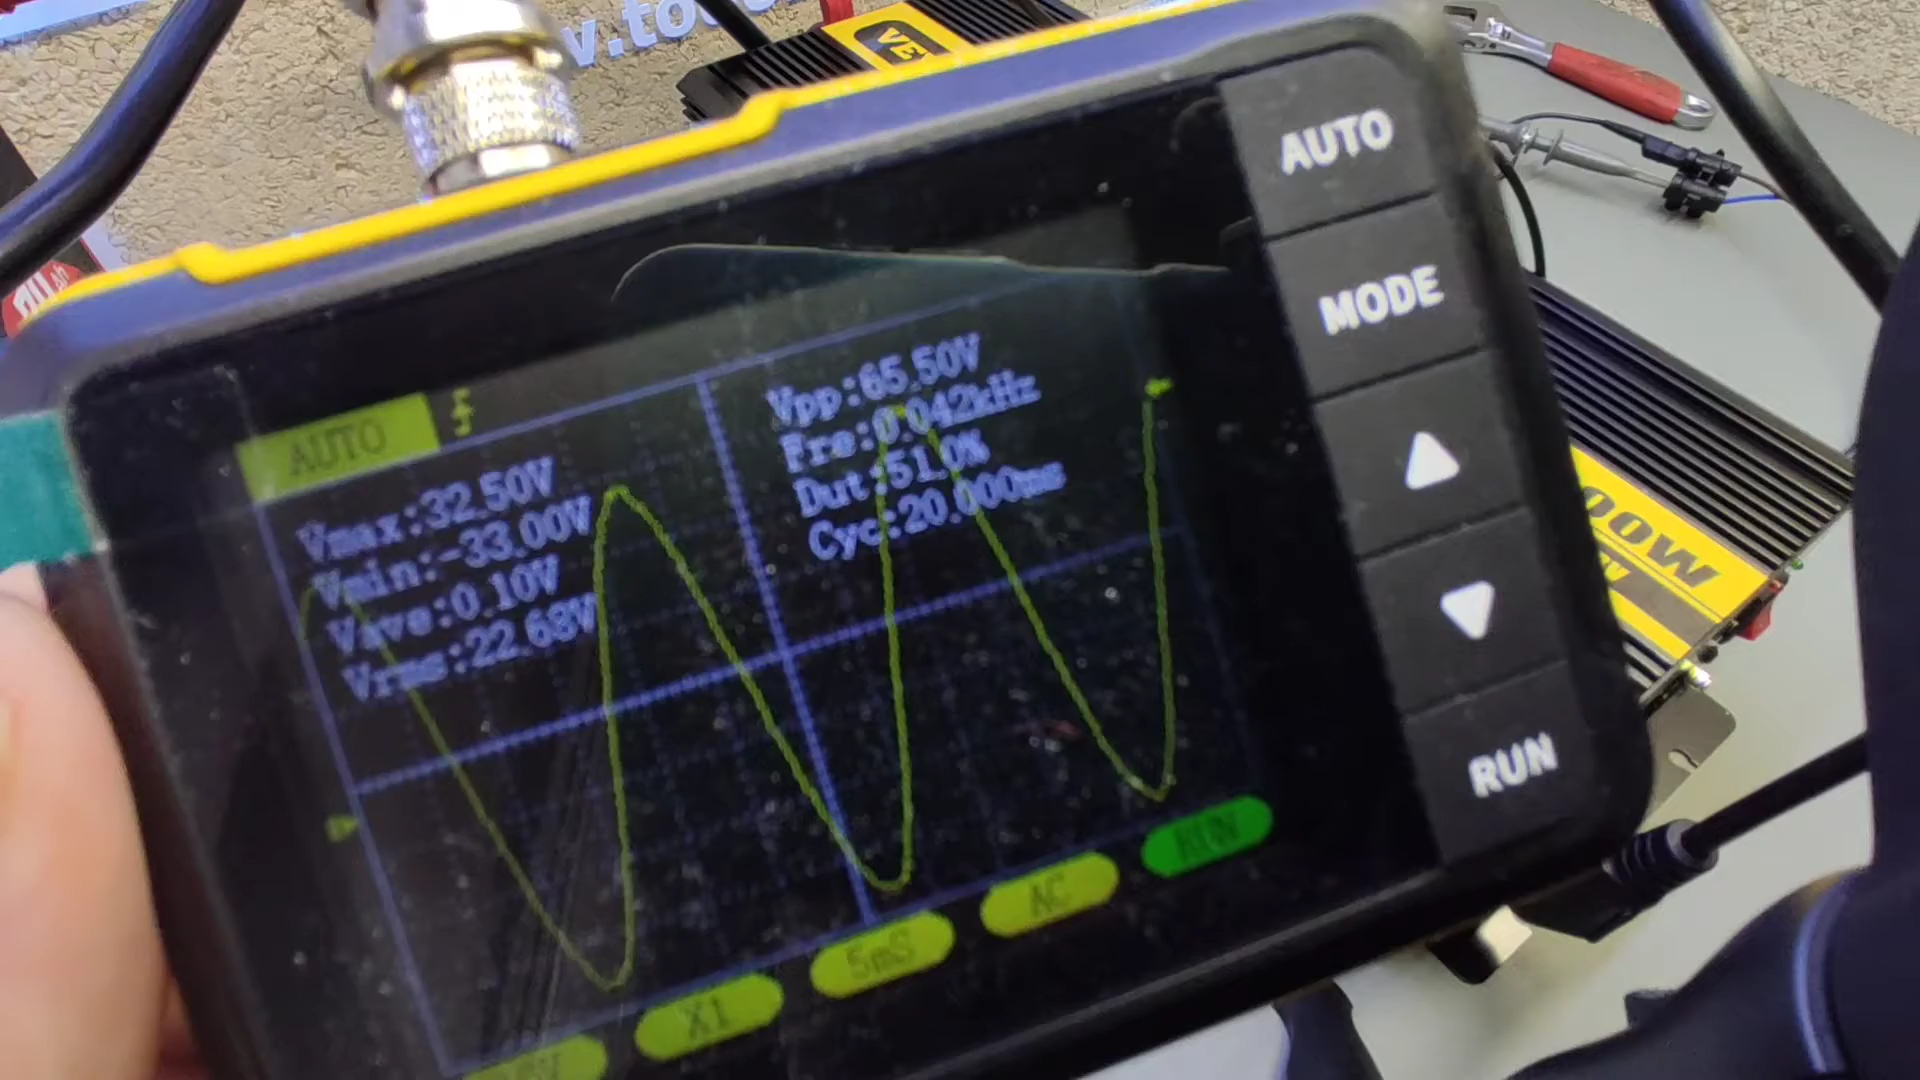 AUTO
MODE
RUN
AUTO
Vmax:32.50V
Vmin:-33.00V
Vave:0.10V
Vrms:22.68V
Vpp:65.50V
Fre:0.042kHz
Dut:51.0%
Cyc:20.000ms
X1
5mS
AC
RUN